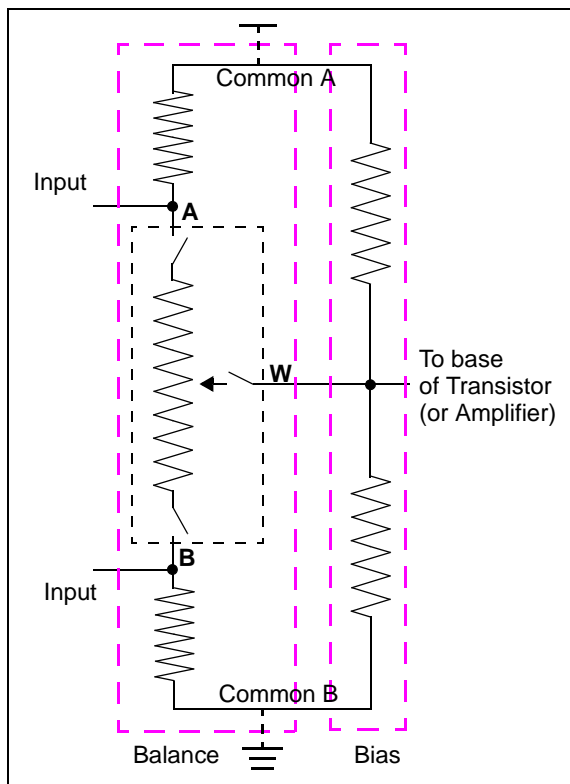 Common A
Input
A
W
To base
of Transistor
(or Amplifier)
B
Input
Common B
Balance
Bias